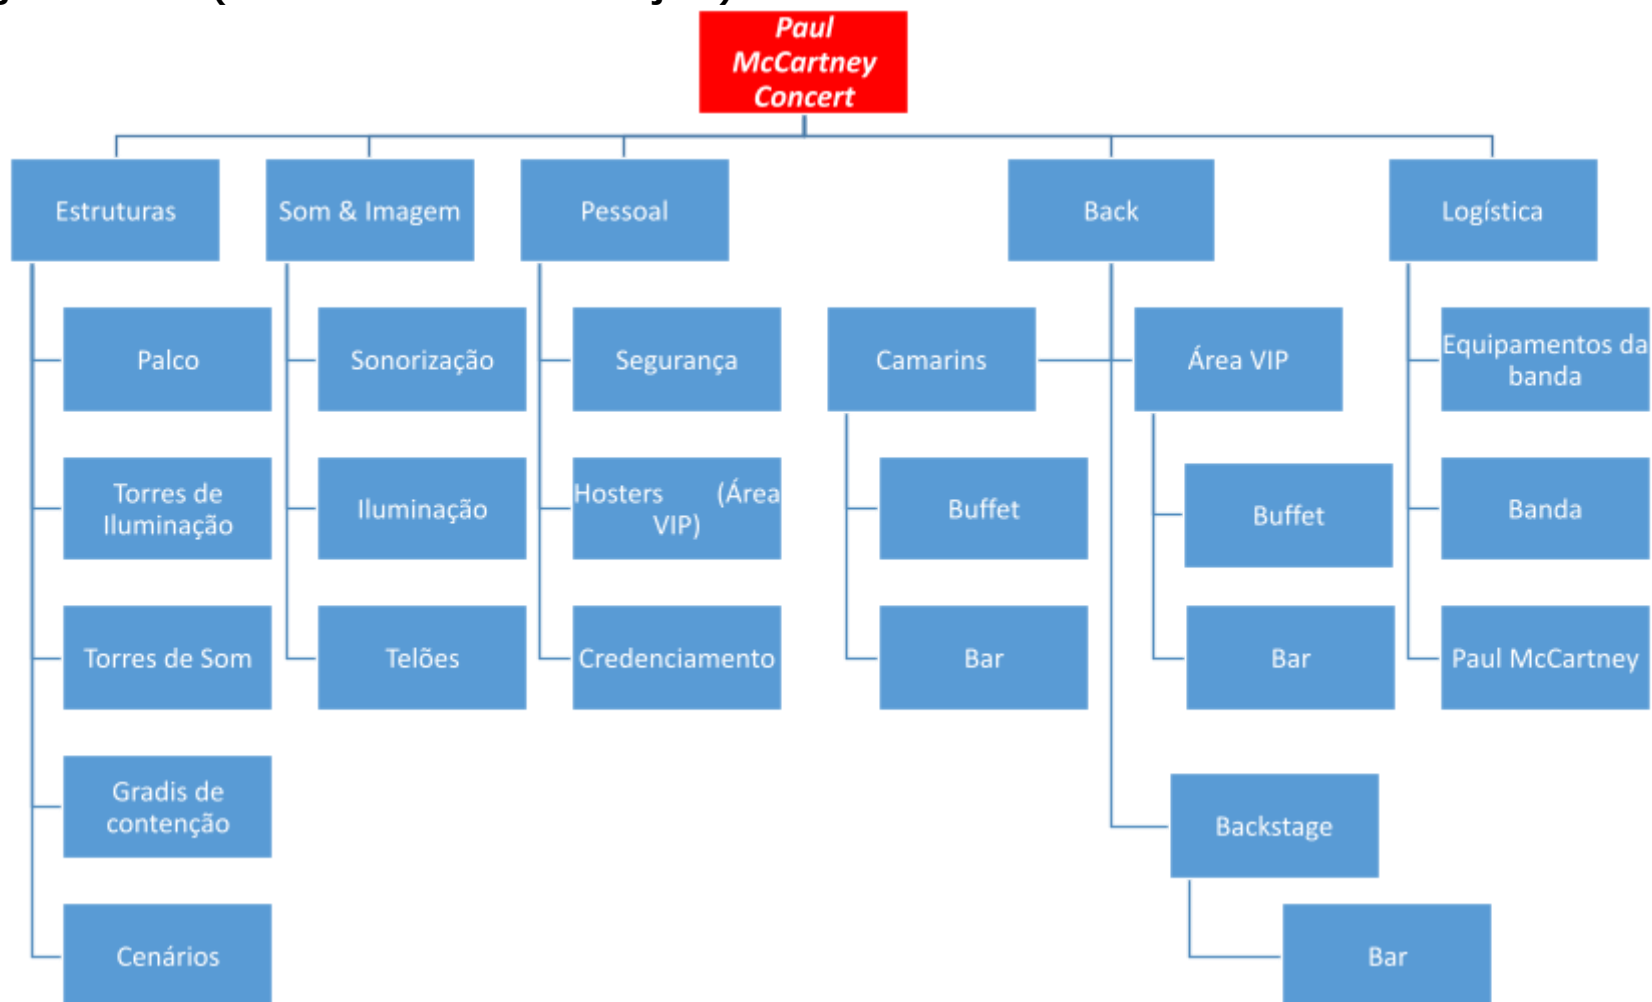 Paul
McCartney
Concert
Estruturas
Som & Imagem
Pessoal
Back
Logística
Palco
Sonorização
Segurança
Camarins
Área VIP
Equipamentos da
banda
Torres de
Iluminação
Iluminação
Hosters (Área
VIP)
Buffet
Buffet
Banda
Torres de Som
Telões
Credenciamento
Bar
Bar
Paul McCartney
Gradis de
contenção
Backstage
Cenários
Bar